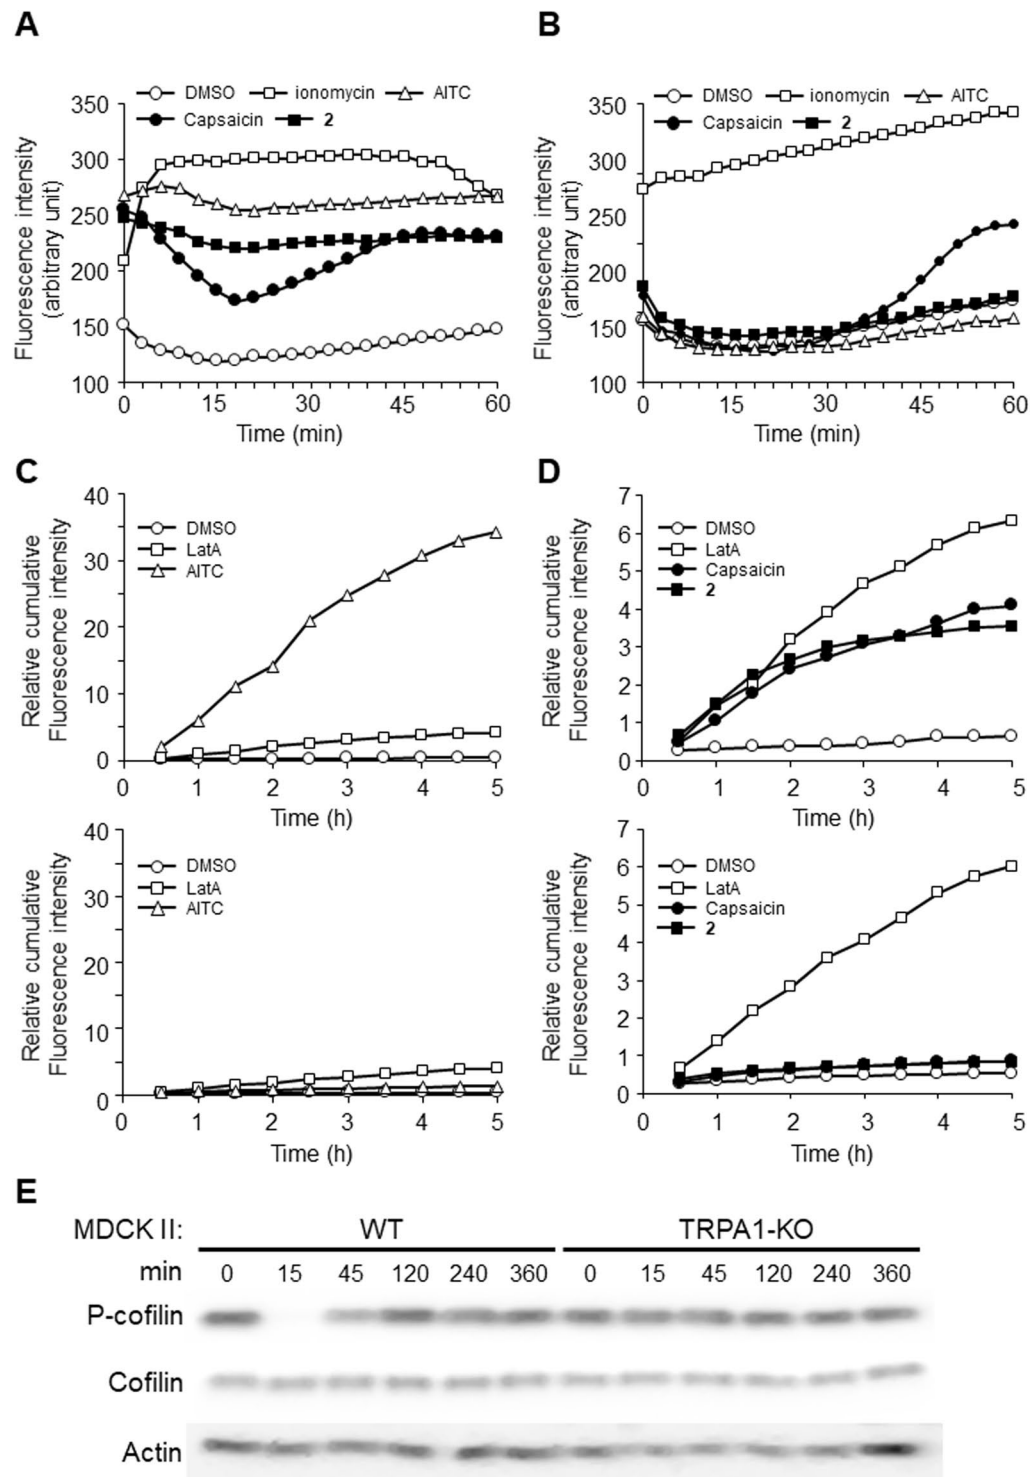 A
B
DMSO ionomycin AITC
Capsaicin 2
350
300
250
200
150
100
Fluorescence intensity
(arbitrary unit)
0 15 30 45 60
Time (min)
DMSO ionomycin AITC
Capsaicin 2
350
300
250
200
150
100
Fluorescence intensity
(arbitrary unit)
0 15 30 45 60
Time (min)
C
D
40
30
20
10
0
Relative cumulative
Fluorescence intensity
DMSO
LatA
AITC
0 1 2 3 4 5
Time (h)
7
6
5
4
3
2
1
0
Relative cumulative
Fluorescence intensity
DMSO
LatA
Capsaicin
2
0 1 2 3 4 5
Time (h)
40
30
20
10
0
Relative cumulative
Fluorescence intensity
DMSO
LatA
AITC
0 1 2 3 4 5
Time (h)
7
6
5
4
3
2
1
0
Relative cumulative
Fluorescence intensity
DMSO
LatA
Capsaicin
2
0 1 2 3 4 5
Time (h)
E
MDCK II: WT TRPA1-KO
min 0 15 45 120 240 360 0 15 45 120 240 360
P-cofilin
Cofilin
Actin